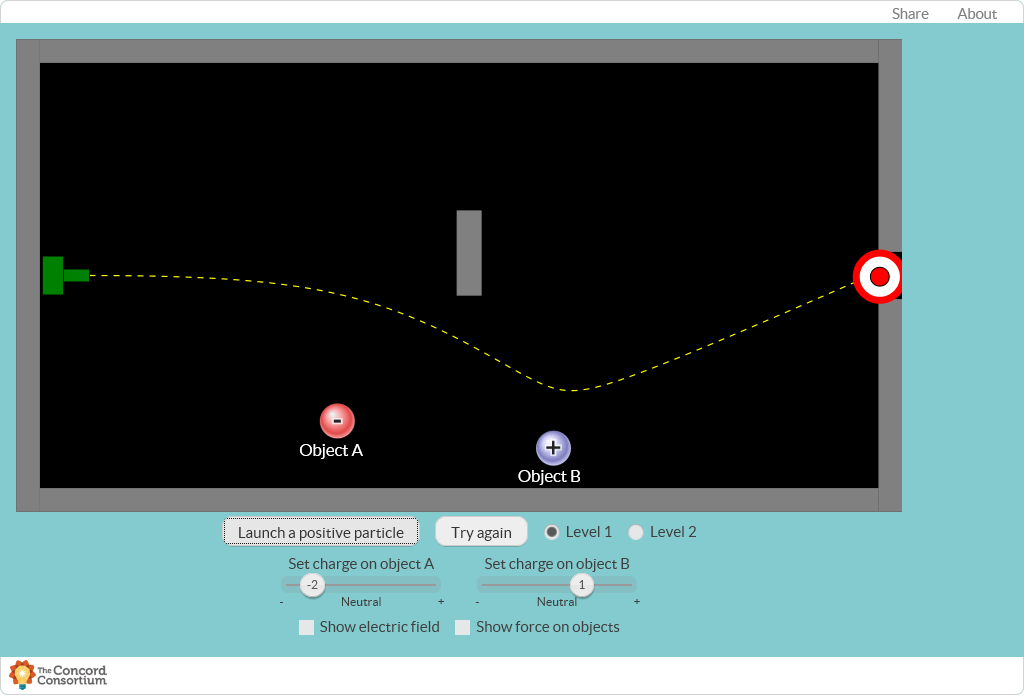 Share About
-
Object A
+
Object B
Launch a positive particle Try again Level 1 Level 2
Set charge on object A Set charge on object B
-2 1
- Neutral + - Neutral +
Show electric field Show force on objects
The Concord
Consortium